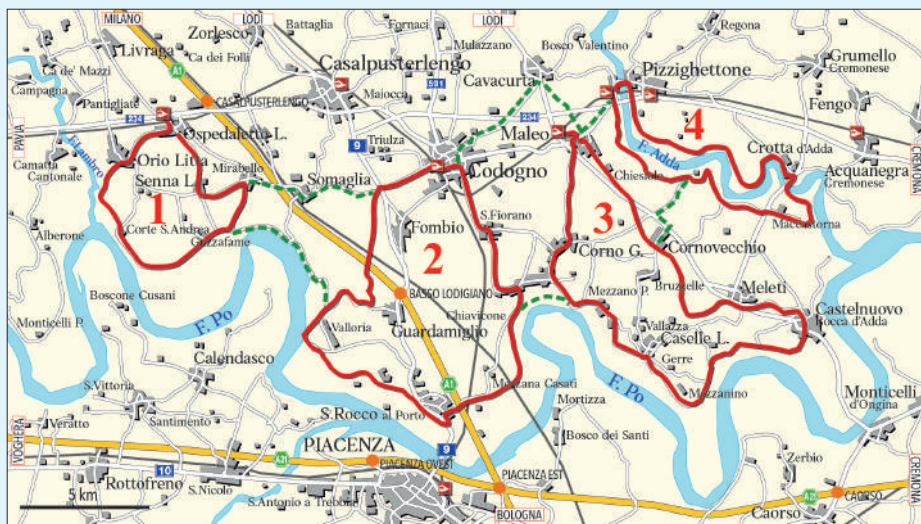 MILANO
LODI
Battaglia
Fornaci
LODI
Regona
Livraga
Zorlesco
Ca dei Folli
Mulazzano
Bosco Valentino
Ca de' Mazzi
A1
Casalpusterlengo
Cavacurta
Pizzighettone
Grumello
Cremonese
Campagna
Pantigliate
CASALPUSTERLENGO
Maiocca
591
Fengo
PAVIA
234
Ospedaletto L.
9
Triulza
234
Maleo
4
F. Lambro
Orio Litta
Mirabello
Codogno
F. Adda
Crotta d'Adda
CREMONA
Camatta
Cantonale
Senna L.
Somaglia
Chiesiolo
Acquanegra
Cremonese
1
Fombio
S. Fiorano
3
Maccastorna
Alberone
Corte S. Andrea
Guzzafame
2
Corno G.
Cornovecchio
Boscone Cusani
BASSO LODIGIANO
Mezzano P.
Bruzzelle
Meleti
Monticelli P.
F. Po
Valloria
Guardamiglio
Chiavicone
Vallazza
Castelnuovo
Bocca d'Adda
Calendasco
Caselle L.
F. Po
Gerre
S. Vittoria
A1
Mezzana Casati
Mezzanino
Monticelli
d'Ongina
Veratto
Santimento
S. Rocco al Porto
Mortizza
VOGHERA
PIACENZA
9
Bosco dei Santi
A21
PIACENZA OVEST
Zerbio
10
Rottofreno
S. Nicolo
PIACENZA EST
CREMONA
5 km
S. Antonio a Trebbia
BOLOGNA
Caorso
A21
CAORSO